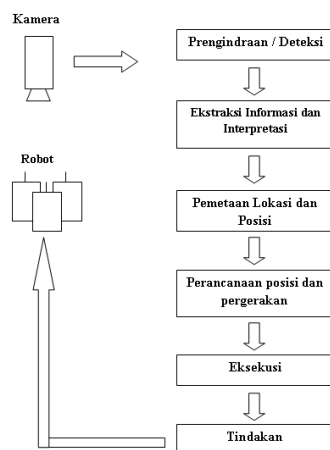 Kamera
Prengindraan / Deteksi
Ekstraksi Informasi dan
Interpretasi
Robot
Pemetaan Lokasi dan
Posisi
Perancanaan posisi dan
pergerakan
Eksekusi
Tindakan